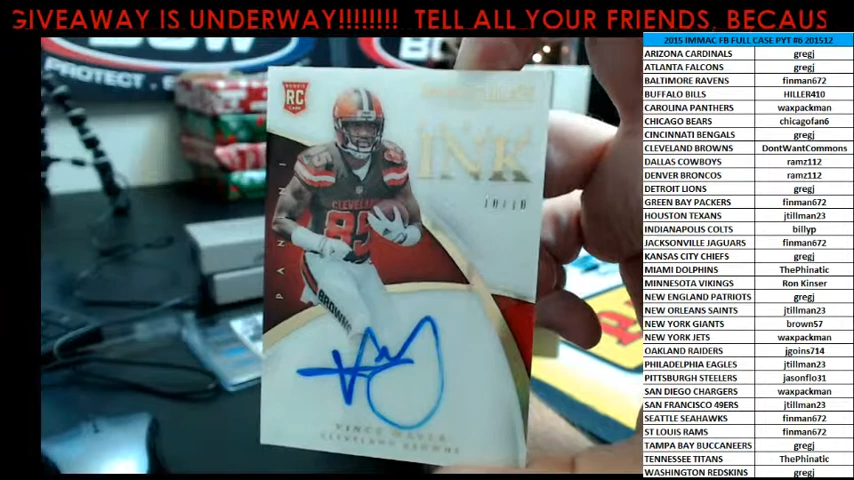 GIVEAWAY IS UNDERWAY!!!!!!!! TELL ALL YOUR FRIENDS, BECAUS
PROTECT
RC
INK
10/10
PANINI
CLEVELAND
85
BROWNS
VINCE MAYLE
CLEVELAND BROWNS
2015 IMMAC FB FULL CASE PYT #6 201512
ARIZONA CARDINALS gregj
ATLANTA FALCONS gregj
BALTIMORE RAVENS finman672
BUFFALO BILLS HILLER410
CAROLINA PANTHERS waxpackman
CHICAGO BEARS chicagofan6
CINCINNATI BENGALS gregj
CLEVELAND BROWNS DontWantCommons
DALLAS COWBOYS ramz112
DENVER BRONCOS ramz112
DETROIT LIONS gregj
GREEN BAY PACKERS finman672
HOUSTON TEXANS jtillman23
INDIANAPOLIS COLTS billyp
JACKSONVILLE JAGUARS finman672
KANSAS CITY CHIEFS gregj
MIAMI DOLPHINS ThePhinatic
MINNESOTA VIKINGS Ron Kinser
NEW ENGLAND PATRIOTS gregj
NEW ORLEANS SAINTS jtillman23
NEW YORK GIANTS brown57
NEW YORK JETS waxpackman
OAKLAND RAIDERS jgoins714
PHILADELPHIA EAGLES jtillman23
PITTSBURGH STEELERS jasonflo31
SAN DIEGO CHARGERS waxpackman
SAN FRANCISCO 49ERS jtillman23
SEATTLE SEAHAWKS finman672
ST LOUIS RAMS finman672
TAMPA BAY BUCCANEERS gregj
TENNESSEE TITANS ThePhinatic
WASHINGTON REDSKINS gregj